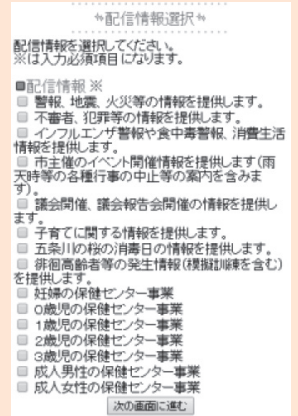 配信情報選択
配信情報を選択してください。
※は入力必須項目になります。
■配信情報 ※
警報、地震、火災等の情報を提供します。
不審者、犯罪等の情報を提供します。
インフルエンザ警報や食中毒警報、消費生活
情報を提供します。
市主催のイベント開催情報を提供します(雨
天時等の各種行事の中止等の案内を含みま
す)。
議会開催、議会報告会開催の情報を提供し
ます。
子育てに関する情報を提供します。
五条川の桜の消毒日の情報を提供します。
徘徊高齢者等の発生情報(模擬訓練を含む)
を提供します。
妊婦の保健センター事業
0歳児の保健センター事業
1歳児の保健センター事業
2歳児の保健センター事業
3歳児の保健センター事業
成人男性の保健センター事業
成人女性の保健センター事業
次の画面に進む